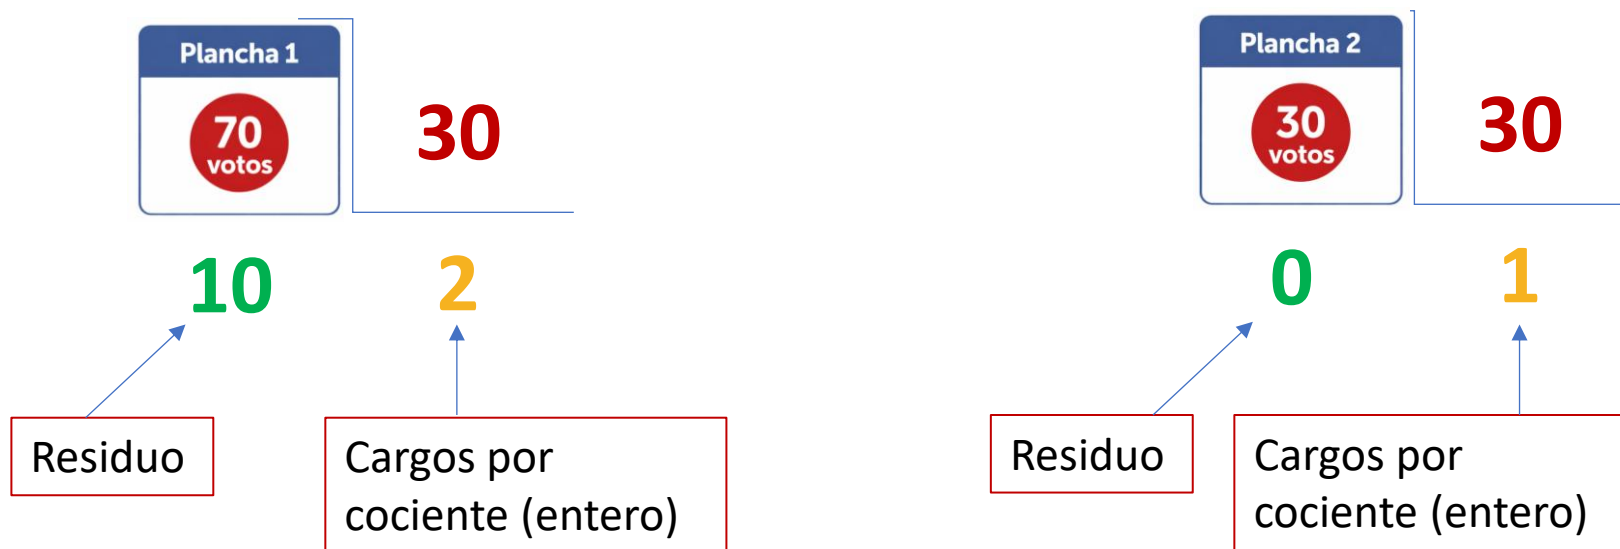 Plancha 1
70
votos
30
10
2
Residuo
Cargos por
cociente (entero)
Plancha 2
30
votos
30
0
1
Residuo
Cargos por
cociente (entero)